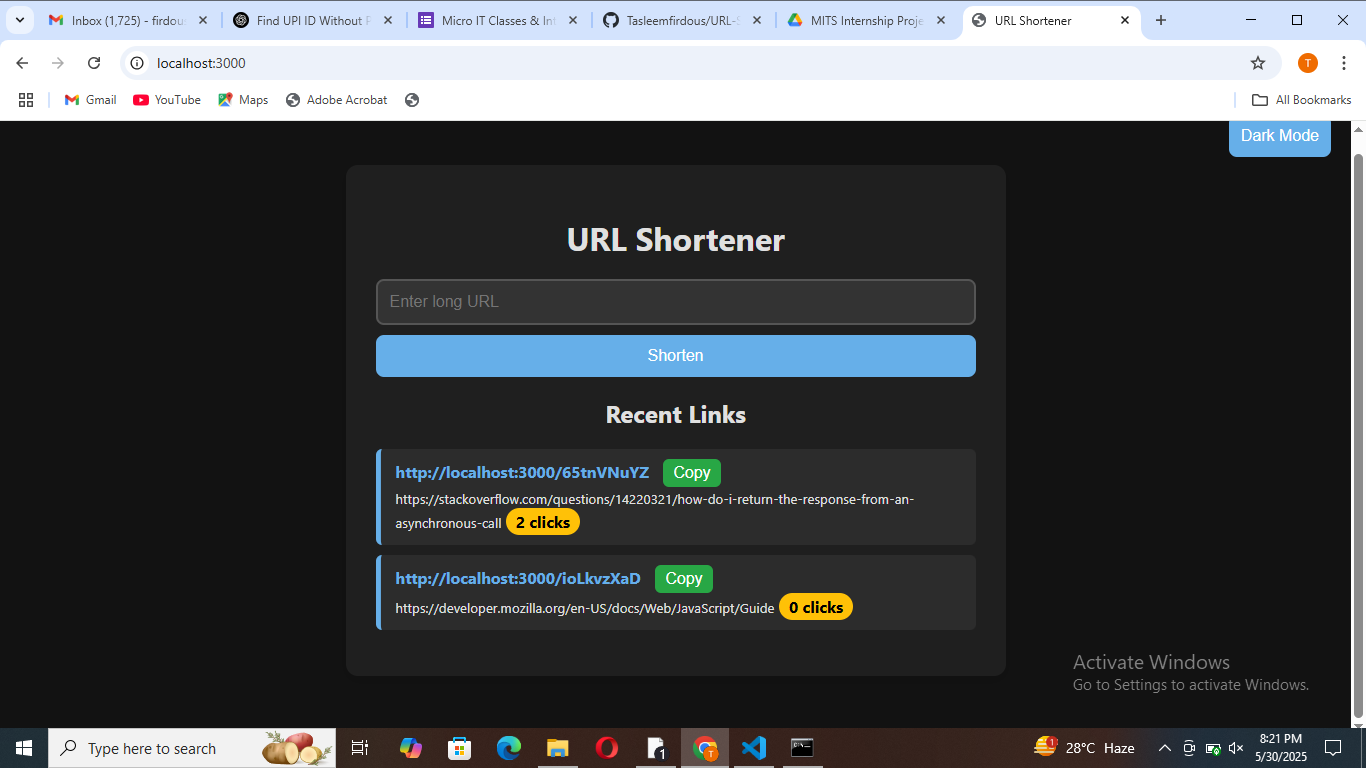 Inbox (1,725) - firdous
Find UPI ID Without P
Micro IT Classes & Int
Tasleemfirdous/URL-S
MITS Internship Proje
URL Shortener
localhost:3000
T
Gmail
YouTube
Maps
Adobe Acrobat
All Bookmarks
Dark Mode
URL Shortener
Enter long URL
Shorten
Recent Links
http://localhost:3000/65tnVNuYZ Copy
https://stackoverflow.com/questions/14220321/how-do-i-return-the-response-from-an-
asynchronous-call 2 clicks
http://localhost:3000/ioLkvzXaD Copy
https://developer.mozilla.org/en-US/docs/Web/JavaScript/Guide 0 clicks
Activate Windows
Go to Settings to activate Windows.
Type here to search
1
T
1
28°C Haze
8:21 PM
5/30/2025